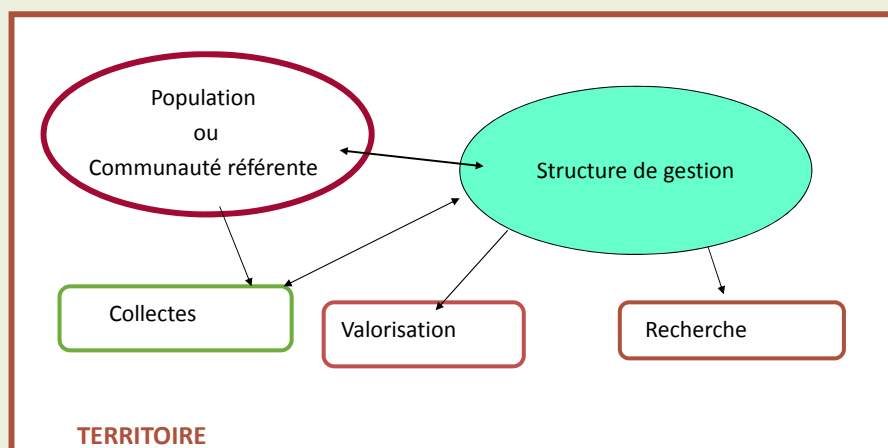 Population
ou
Communauté référente
Structure de gestion
Collectes
Valorisation
Recherche
TERRITOIRE